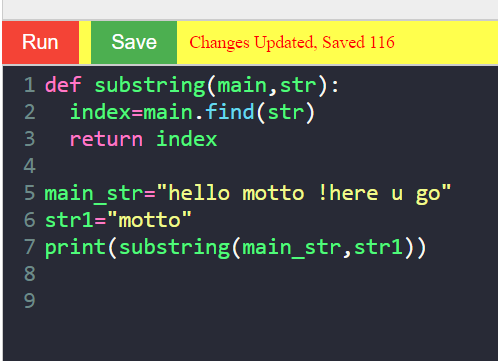 Run Save Changes Updated, Saved 116
1 def substring(main,str):
2   index=main.find(str)
3   return index
4
5 main_str="hello motto !here u go"
6 str1="motto"
7 print(substring(main_str,str1))
8
9